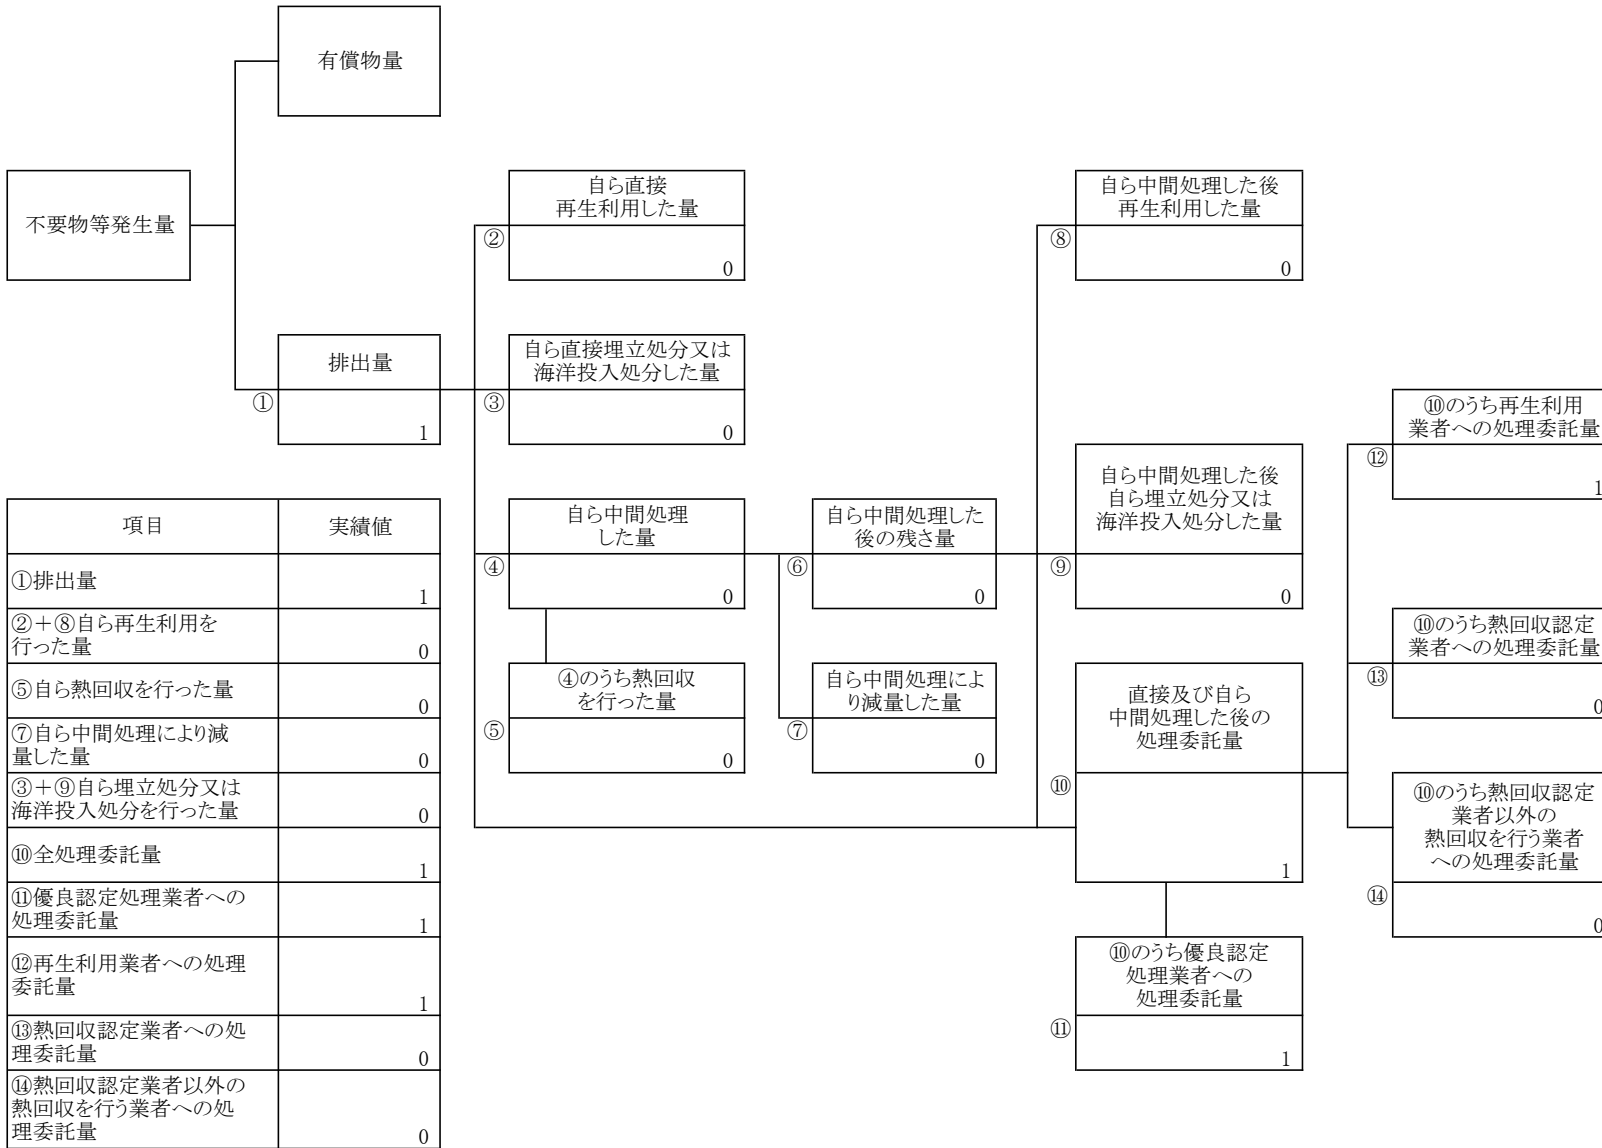 有償物量
不要物等発生量
自ら直接
再生利用した量
②
0
自ら中間処理した後
再生利用した量
⑧
0
排出量
①
1
自ら直接埋立処分又は
海洋投入処分した量
③
0
⑩のうち再生利用
業者への処理委託量
⑫
1
自ら中間処理
した量
④
0
自ら中間処理した
後の残さ量
⑥
0
自ら中間処理した後
自ら埋立処分又は
海洋投入処分した量
⑨
0
⑩のうち熱回収認定
業者への処理委託量
⑬
0
④のうち熱回収
を行った量
⑤
0
自ら中間処理によ
り減量した量
⑦
0
直接及び自ら
中間処理した後の
処理委託量
⑩
1
⑩のうち熱回収認定
業者以外の
熱回収を行う業者
への処理委託量
⑭
0
⑩のうち優良認定
処理業者への
処理委託量
⑪
1
項目 実績値
①排出量
1
②+⑧自ら再生利用を
行った量
0
⑤自ら熱回収を行った量
0
⑦自ら中間処理により減
量した量
0
③+⑨自ら埋立処分又は
海洋投入処分を行った量
0
⑩全処理委託量
1
⑪優良認定処理業者への
処理委託量
1
⑫再生利用業者への処理
委託量
1
⑬熱回収認定業者への処
理委託量
0
⑭熱回収認定業者以外の
熱回収を行う業者への処
理委託量
0